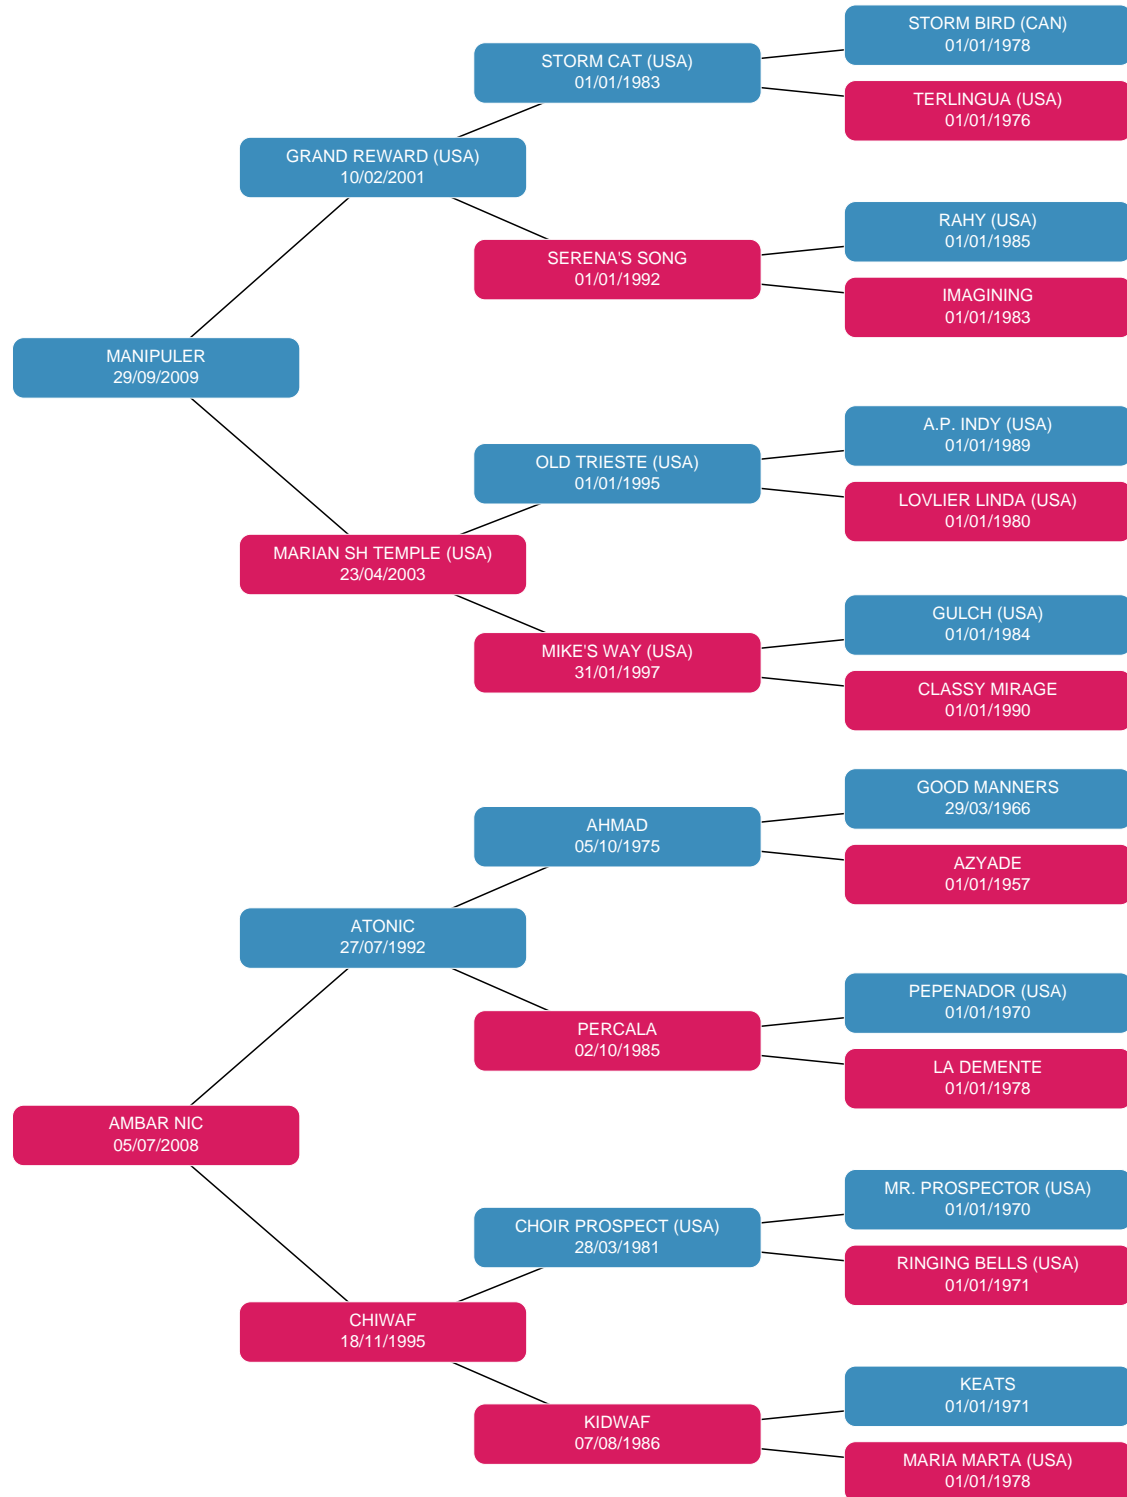 STORM BIRD (CAN)
01/01/1978
STORM CAT (USA)
01/01/1983
TERLINGUA (USA)
01/01/1976
GRAND REWARD (USA)
10/02/2001
RAHY (USA)
01/01/1985
SERENA'S SONG
01/01/1992
IMAGINING
01/01/1983
MANIPULER
29/09/2009
A.P. INDY (USA)
01/01/1989
OLD TRIESTE (USA)
01/01/1995
LOVLIER LINDA (USA)
01/01/1980
MARIAN SH TEMPLE (USA)
23/04/2003
GULCH (USA)
01/01/1984
MIKE'S WAY (USA)
31/01/1997
CLASSY MIRAGE
01/01/1990
GOOD MANNERS
29/03/1966
AHMAD
05/10/1975
AZYADE
01/01/1957
ATONIC
27/07/1992
PEPENADOR (USA)
01/01/1970
PERCALA
02/10/1985
LA DEMENTE
01/01/1978
AMBAR NIC
05/07/2008
MR. PROSPECTOR (USA)
01/01/1970
CHOIR PROSPECT (USA)
28/03/1981
RINGING BELLS (USA)
01/01/1971
CHIWAF
18/11/1995
KEATS
01/01/1971
KIDWAF
07/08/1986
MARIA MARTA (USA)
01/01/1978